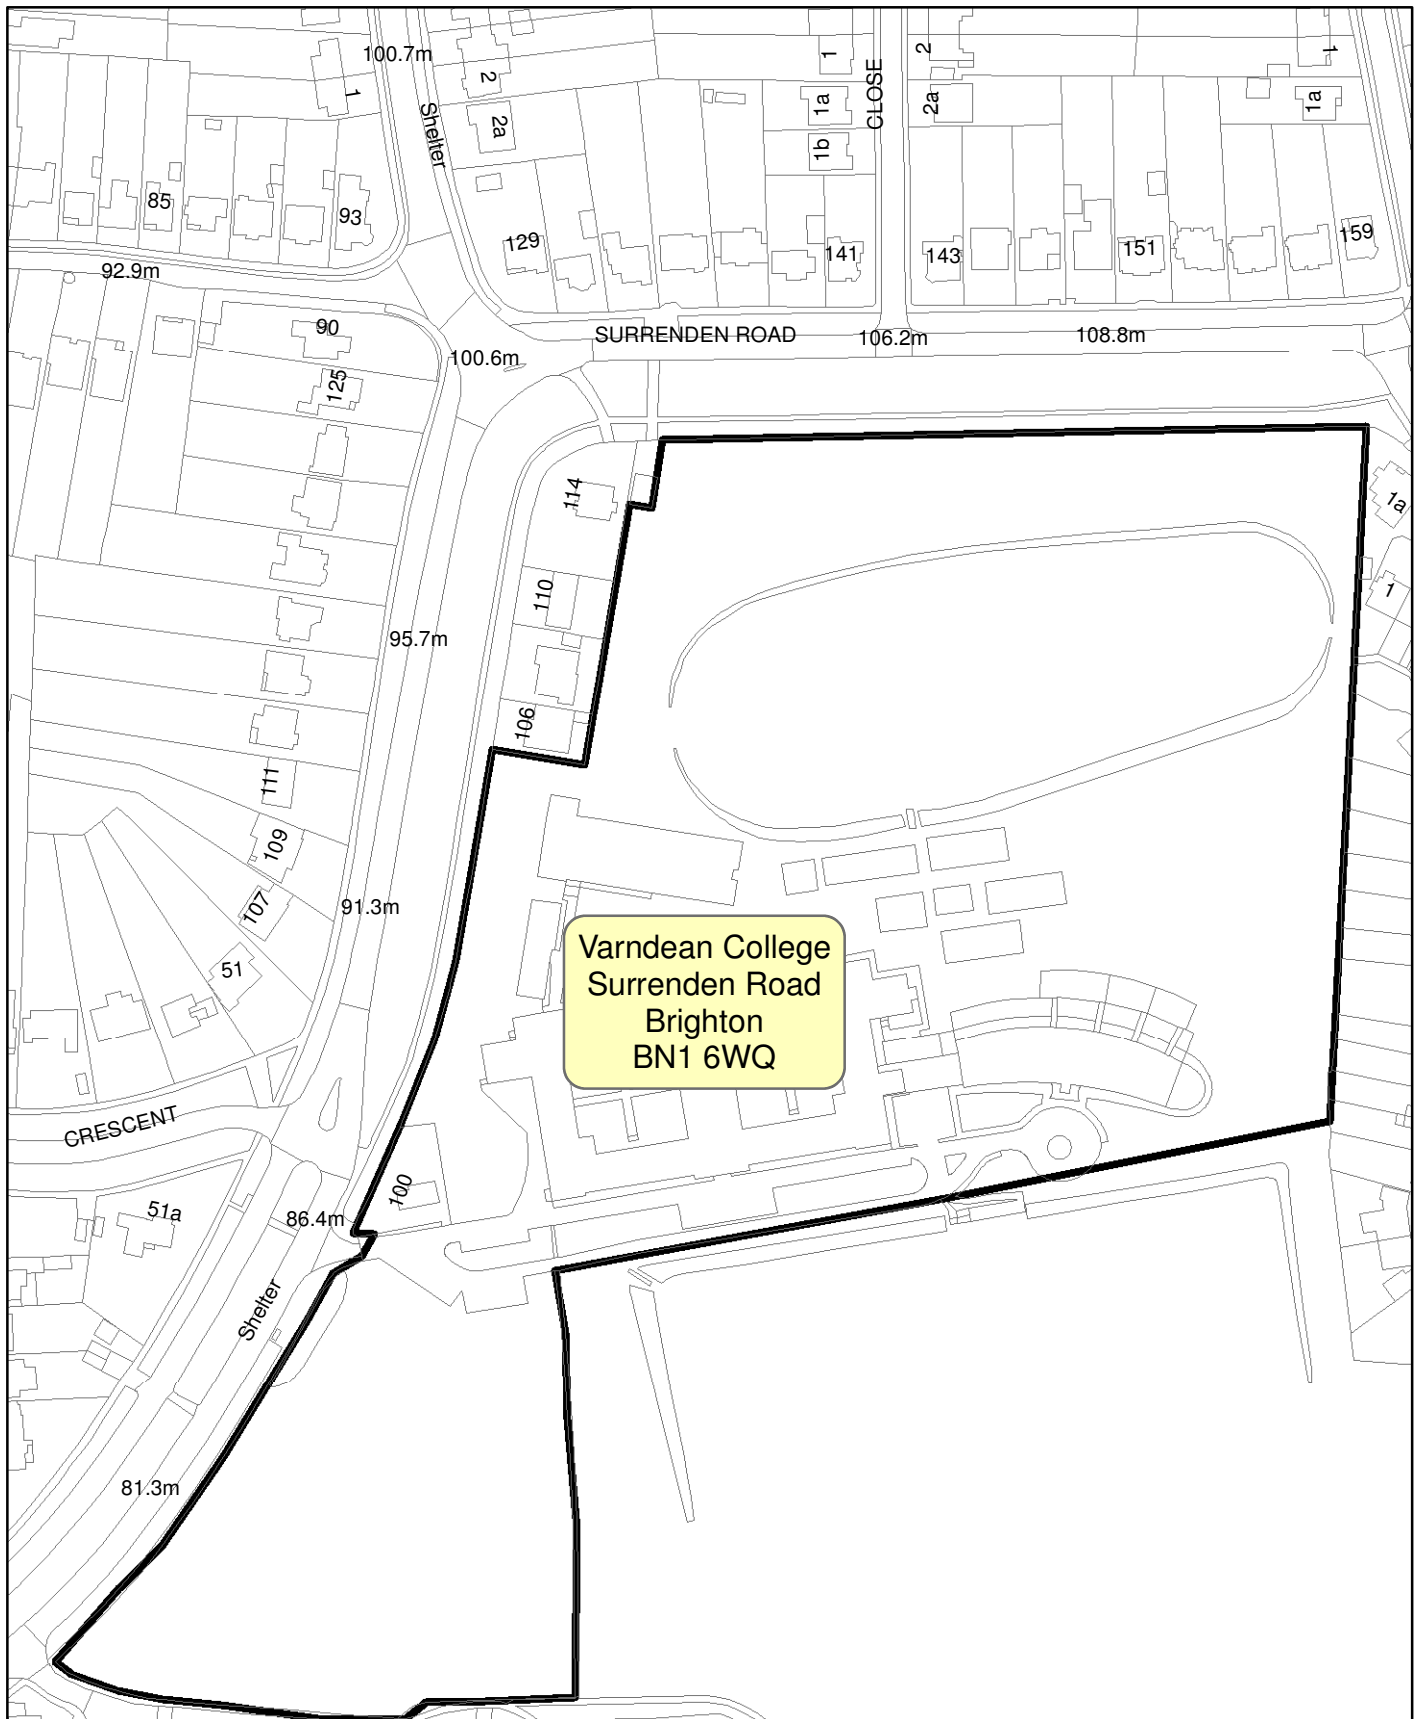 100.7m
1
2
CLOSE
2
1
1
Shelter
2a
1a
2a
1a
1b
85
93
129
141
143
151
159
92.9m
90
SURRENDEN ROAD
106.2m
108.8m
100.6m
125
114
1a
110
1
95.7m
106
111
109
107
91.3m
51
Varndean College
Surrenden Road
Brighton
BN1 6WQ
CRESCENT
100
51a
86.4m
Shelter
81.3m